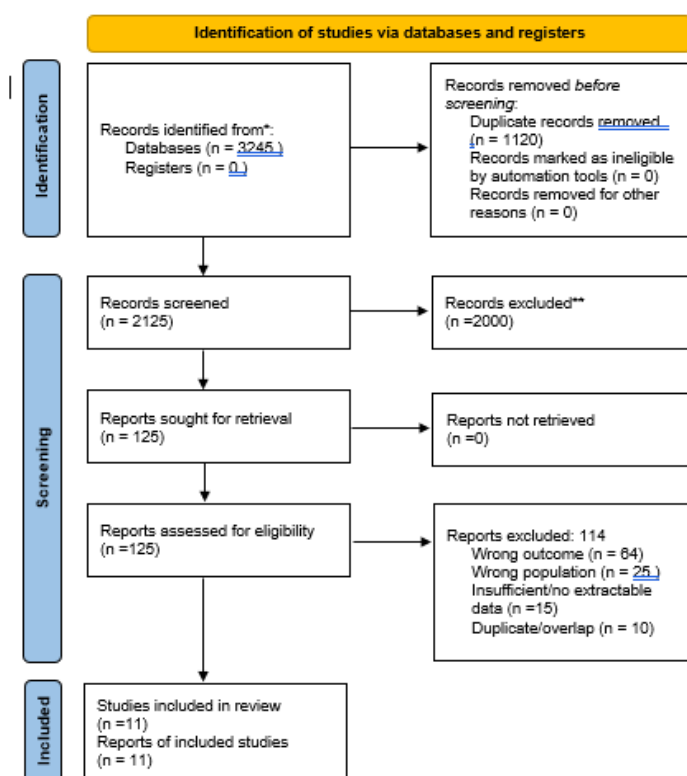 Identification of studies via databases and registers
Identification
Records identified from*:
Databases (n = 3245 )
Registers (n = 0 )
Records removed before
screening:
Duplicate records removed
(n = 1120)
Records marked as ineligible
by automation tools (n = 0)
Records removed for other
reasons (n = 0)
Screening
Records screened
(n = 2125)
Records excluded**
(n =2000)
Reports sought for retrieval
(n = 125)
Reports not retrieved
(n =0)
Reports assessed for eligibility
(n =125)
Reports excluded: 114
Wrong outcome (n = 64)
Wrong population (n = 25 )
Insufficient/no extractable
data (n =15)
Duplicate/overlap (n = 10)
Included
Studies included in review
(n =11)
Reports of included studies
(n = 11)